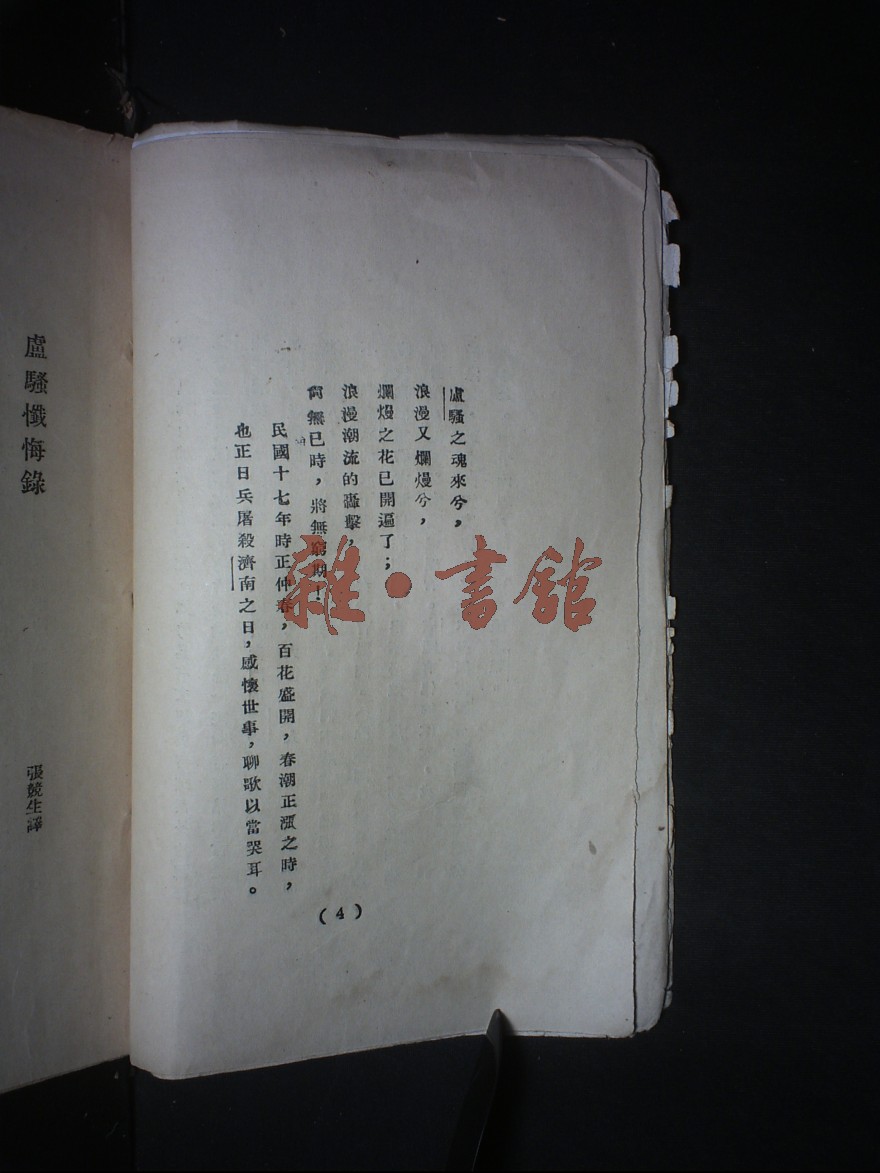 盧騷之魂來兮，
浪漫又爛熳兮，
爛熳之花已開遍了；
浪漫潮流的轟擊，
何無已時，將無窮期！
民國十七年時正仲春，百花盛開，春潮正漲之時，
也正日兵屠殺濟南之日，感懷世事，聊歌以當哭耳。
(4)
盧騷懺悔錄
張競生譯
雜·書館